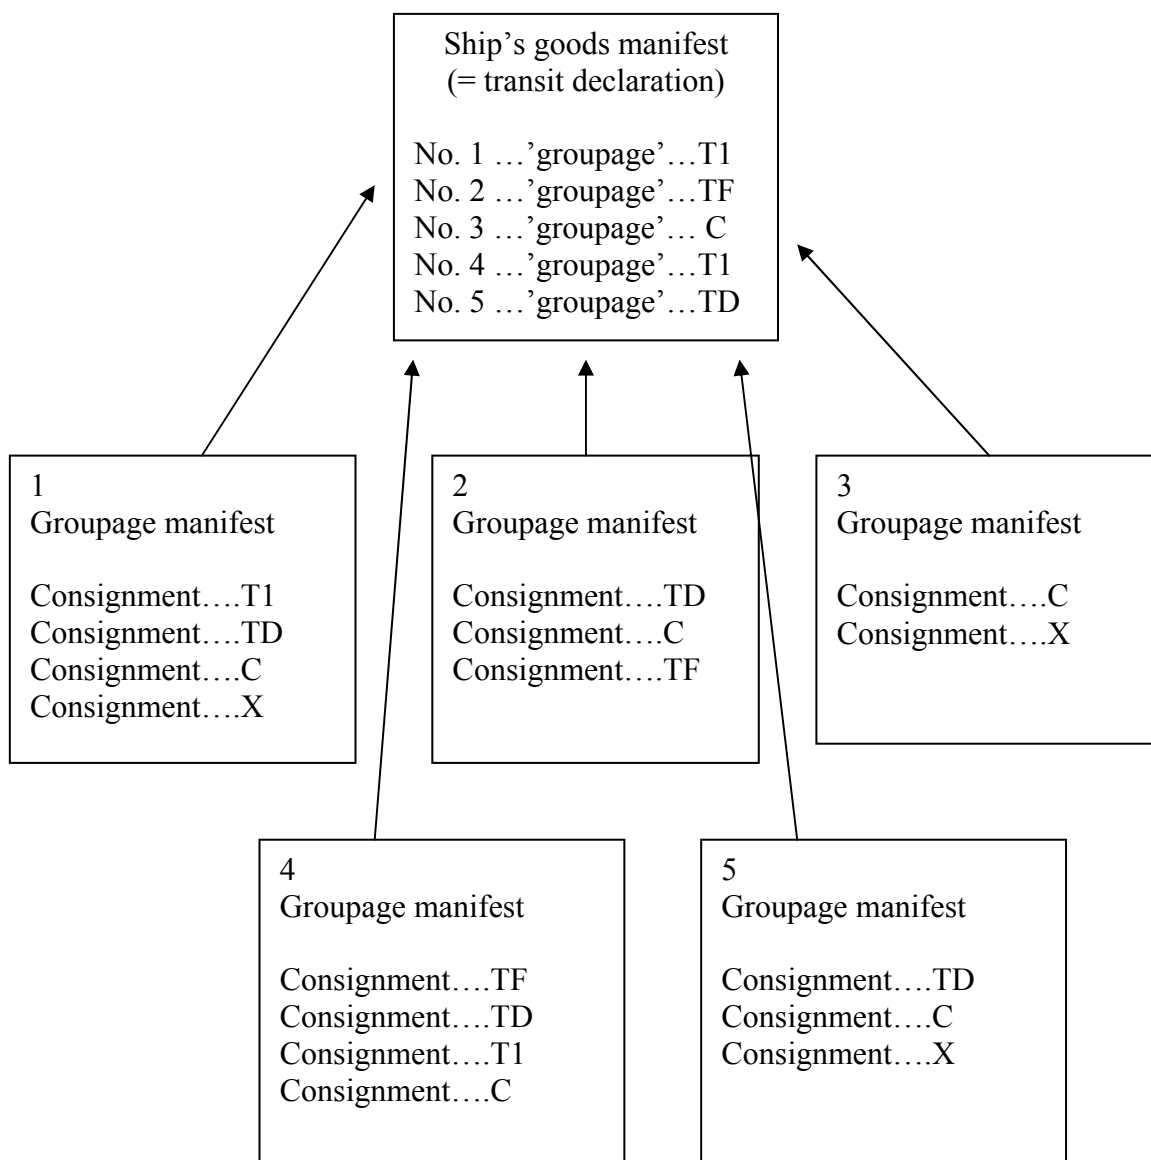 Ship's goods manifest
(= transit declaration)
No. 1 …'groupage'…T1
No. 2 …'groupage'…TF
No. 3 …'groupage'… C
No. 4 …'groupage'…T1
No. 5 …'groupage'…TD
1
Groupage manifest
Consignment….T1
Consignment….TD
Consignment….C
Consignment….X
2
Groupage manifest
Consignment….TD
Consignment….C
Consignment….TF
3
Groupage manifest
Consignment….C
Consignment….X
4
Groupage manifest
Consignment….TF
Consignment….TD
Consignment….T1
Consignment….C
5
Groupage manifest
Consignment….TD
Consignment….C
Consignment….X